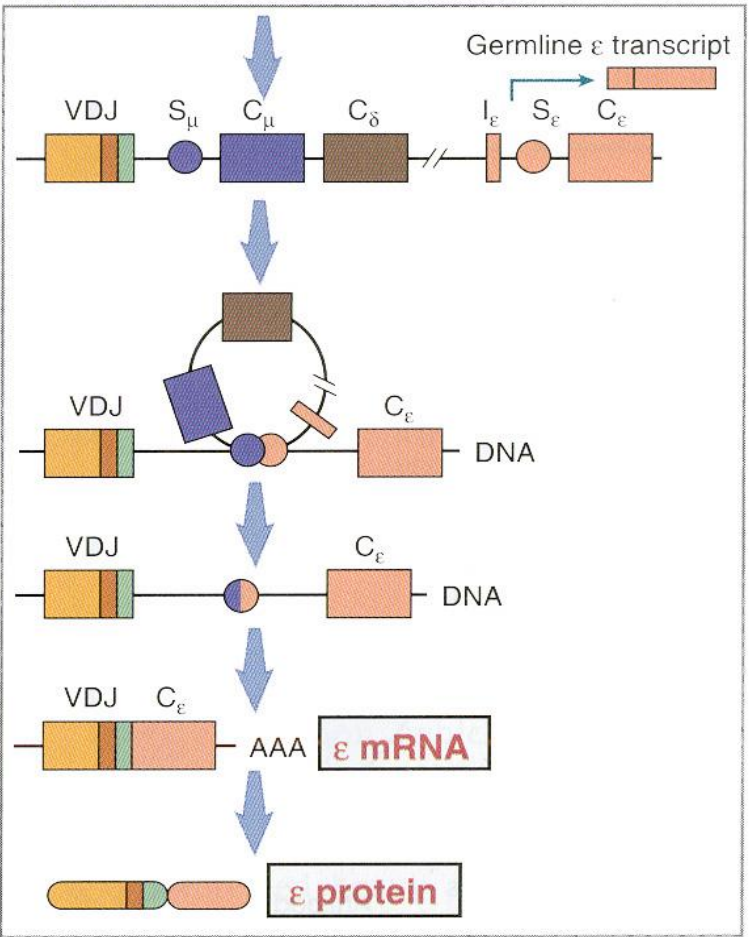 Germline ε transcript
VDJ Sμ Cμ Cδ Iε Sε Cε
VDJ Cε DNA
VDJ Cε DNA
VDJ Cε
AAA ε mRNA
ε protein